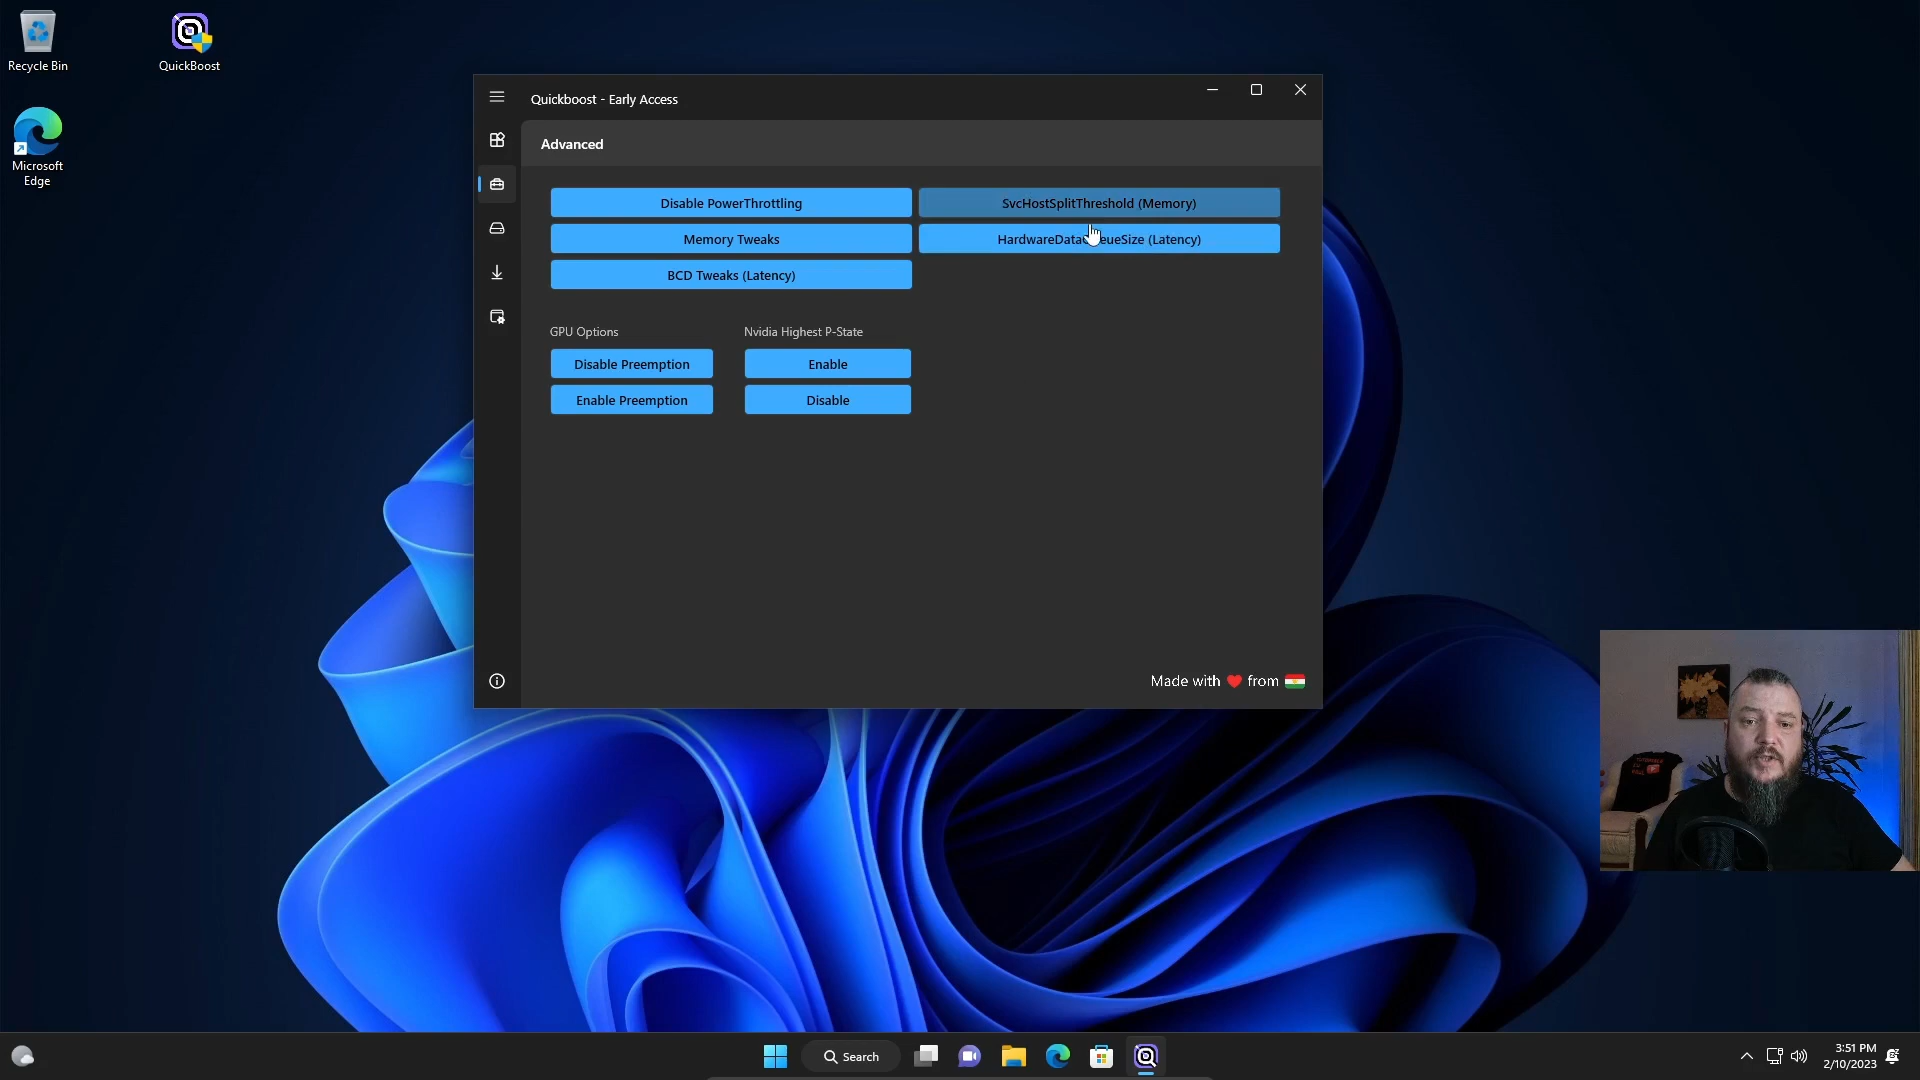 Recycle Bin
QuickBoost
Microsoft
Edge
Quickboost - Early Access
Advanced
Disable PowerThrottling
SvcHostSplitThreshold (Memory)
Memory Tweaks
(Latency)
BCD Tweaks (Latency)
GPU Options
Nvidia Highest P-State
Disable Preemption
Enable
Enable Preemption
Disable
Made with from
Search
3:51 PM
2/10/2023